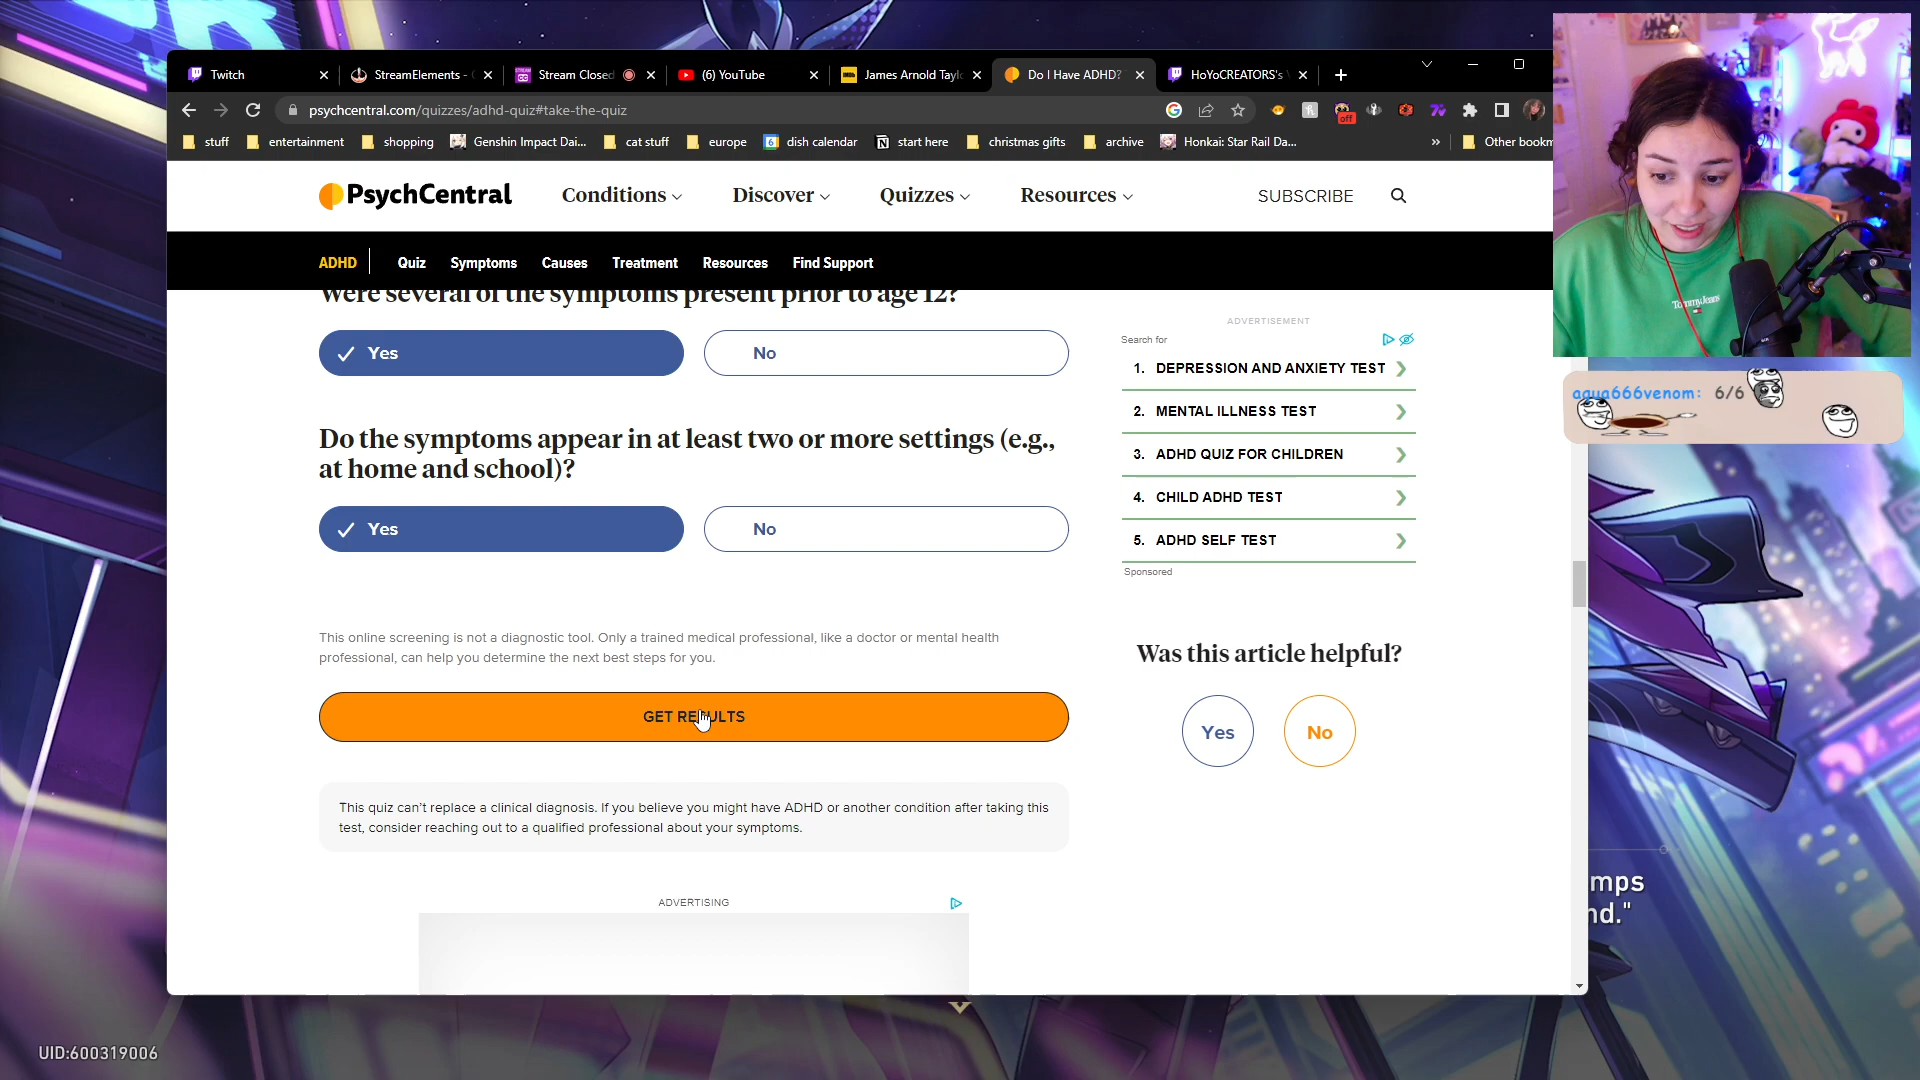 Twitch
StreamElements -
Stream Closed
(6) YouTube
James Arnold Taylo
Do I Have ADHD?
HoYoCREATORS's
psychcentral.com/quizzes/adhd-quiz#take-the-quiz
off
stuff
entertainment
shopping
Genshin Impact Dai...
cat stuff
europe
dish calendar
start here
christmas gifts
archive
Honkai: Star Rail Da...
»
Other bookm
PsychCentral
Conditions
Discover
Quizzes
Resources
SUBSCRIBE
ADHD
Quiz
Symptoms
Causes
Treatment
Resources
Find Support
Were several of the symptoms present prior to age 12?
Yes
No
Do the symptoms appear in at least two or more settings (e.g.,
at home and school)?
Yes
No
This online screening is not a diagnostic tool. Only a trained medical professional, like a doctor or mental health
professional, can help you determine the next best steps for you.
GET RESULTS
This quiz can't replace a clinical diagnosis. If you believe you might have ADHD or another condition after taking this
test, consider reaching out to a qualified professional about your symptoms.
ADVERTISING
ADVERTISEMENT
Search for
1. DEPRESSION AND ANXIETY TEST
2. MENTAL ILLNESS TEST
3. ADHD QUIZ FOR CHILDREN
4. CHILD ADHD TEST
5. ADHD SELF TEST
Sponsored
Was this article helpful?
Yes
No
Tommy Jeans
aqua666venom: 6/6
mps
nd."
UID:600319006